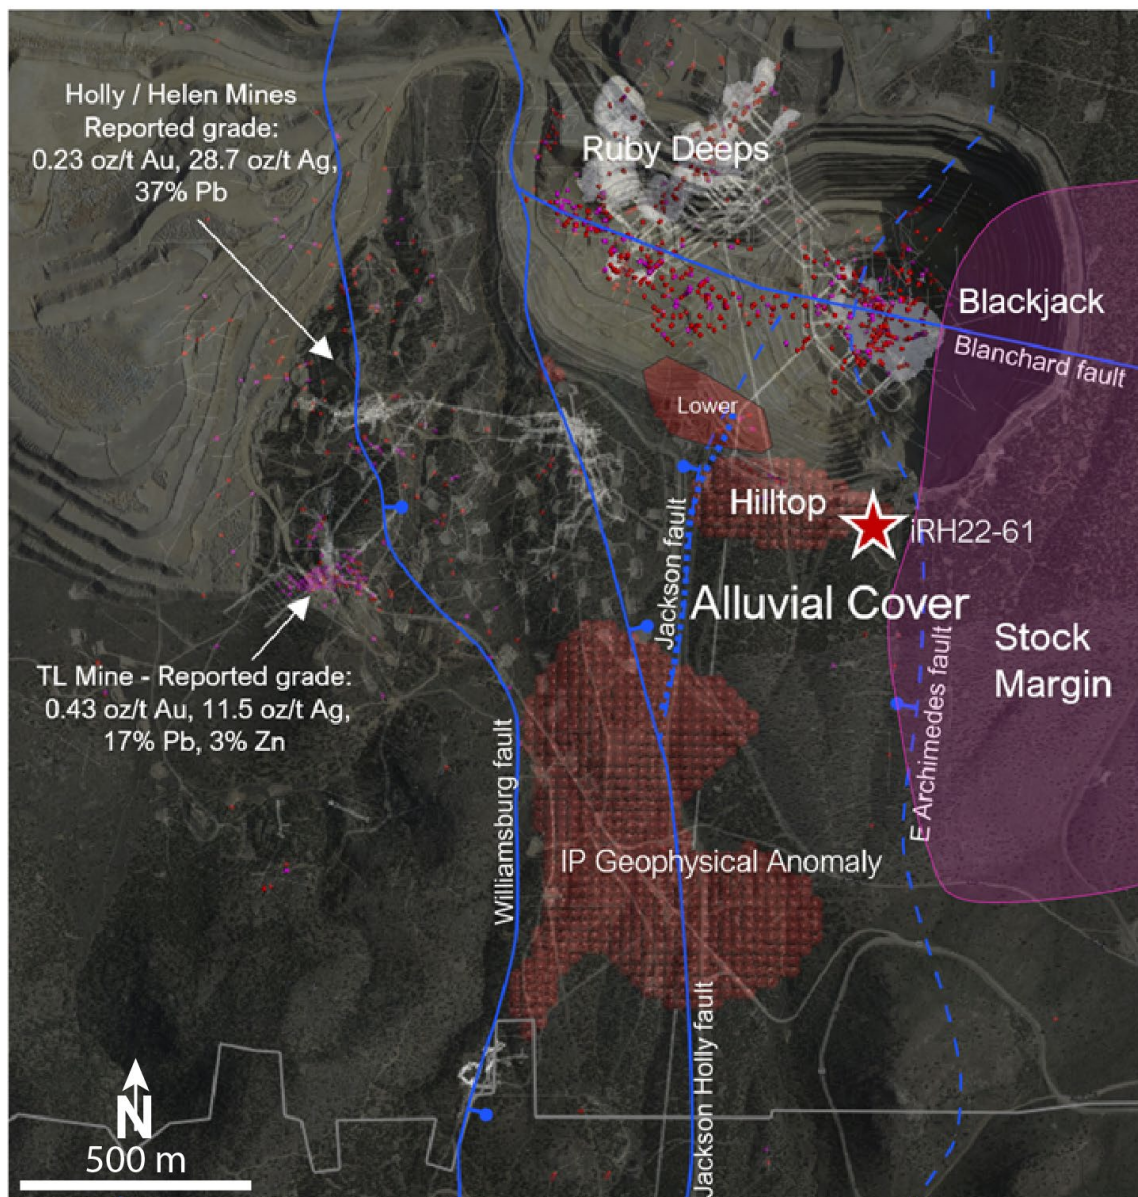 Holly / Helen Mines
Reported grade:
0.23 oz/t Au, 28.7 oz/t Ag,
37% Pb
Ruby Deeps
Blackjack
Blanchard fault
Lower
Hilltop
iRH22-61
Jackson fault
Alluvial Cover
Stock
Margin
E Archimedes fault
TL Mine - Reported grade:
0.43 oz/t Au, 11.5 oz/t Ag,
17% Pb, 3% Zn
Williamsburg fault
IP Geophysical Anomaly
Jackson Holly fault
N
500 m